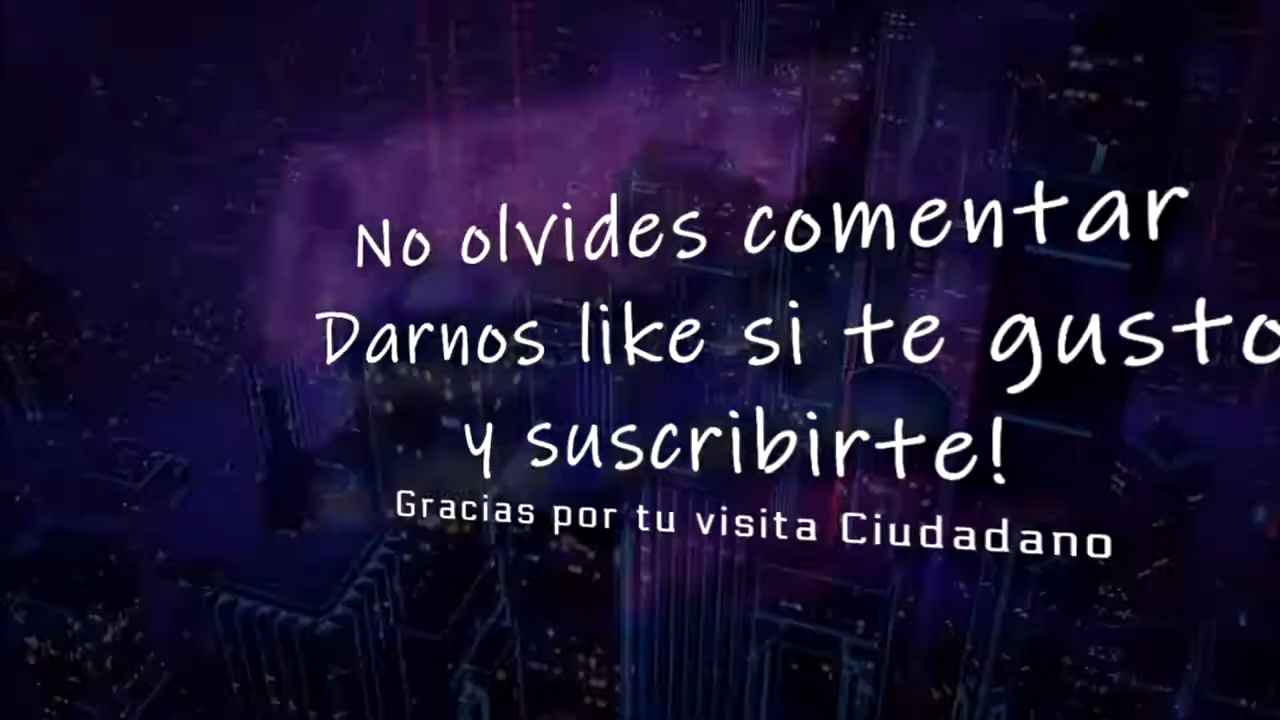 No olvides comentar
Darnos like si te gusto
y suscribirte!
Gracias por tu visita Ciudadano